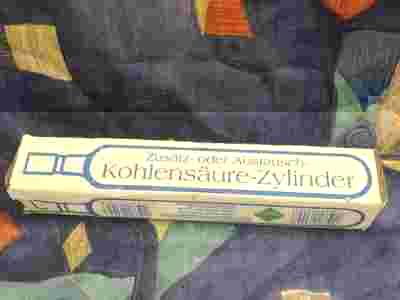 Zusatz- oder Austausch-
Kohlensäure-Zylinder